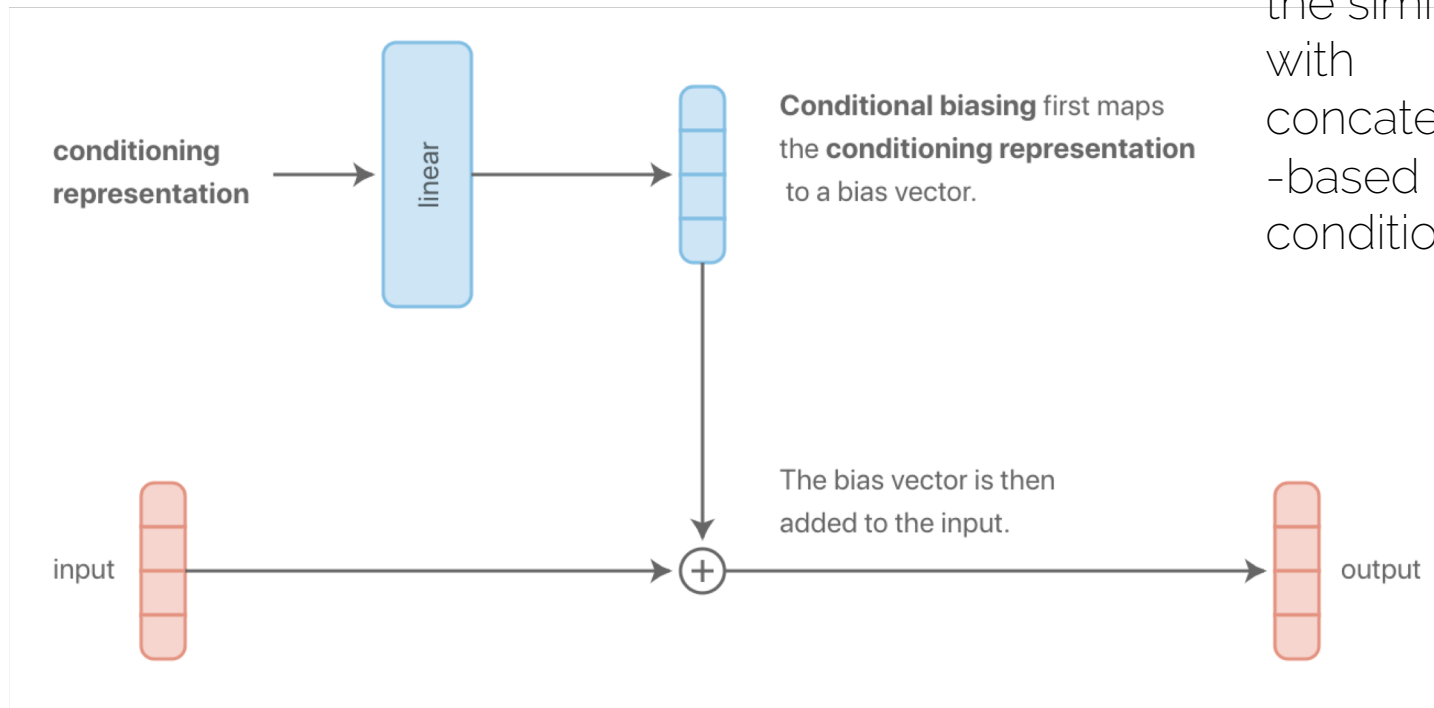 conditioning
representation
linear
Conditional biasing first maps
the conditioning representation
to a bias vector.
the
with
-based
The bias vector is then
added to the input.
input
+
output